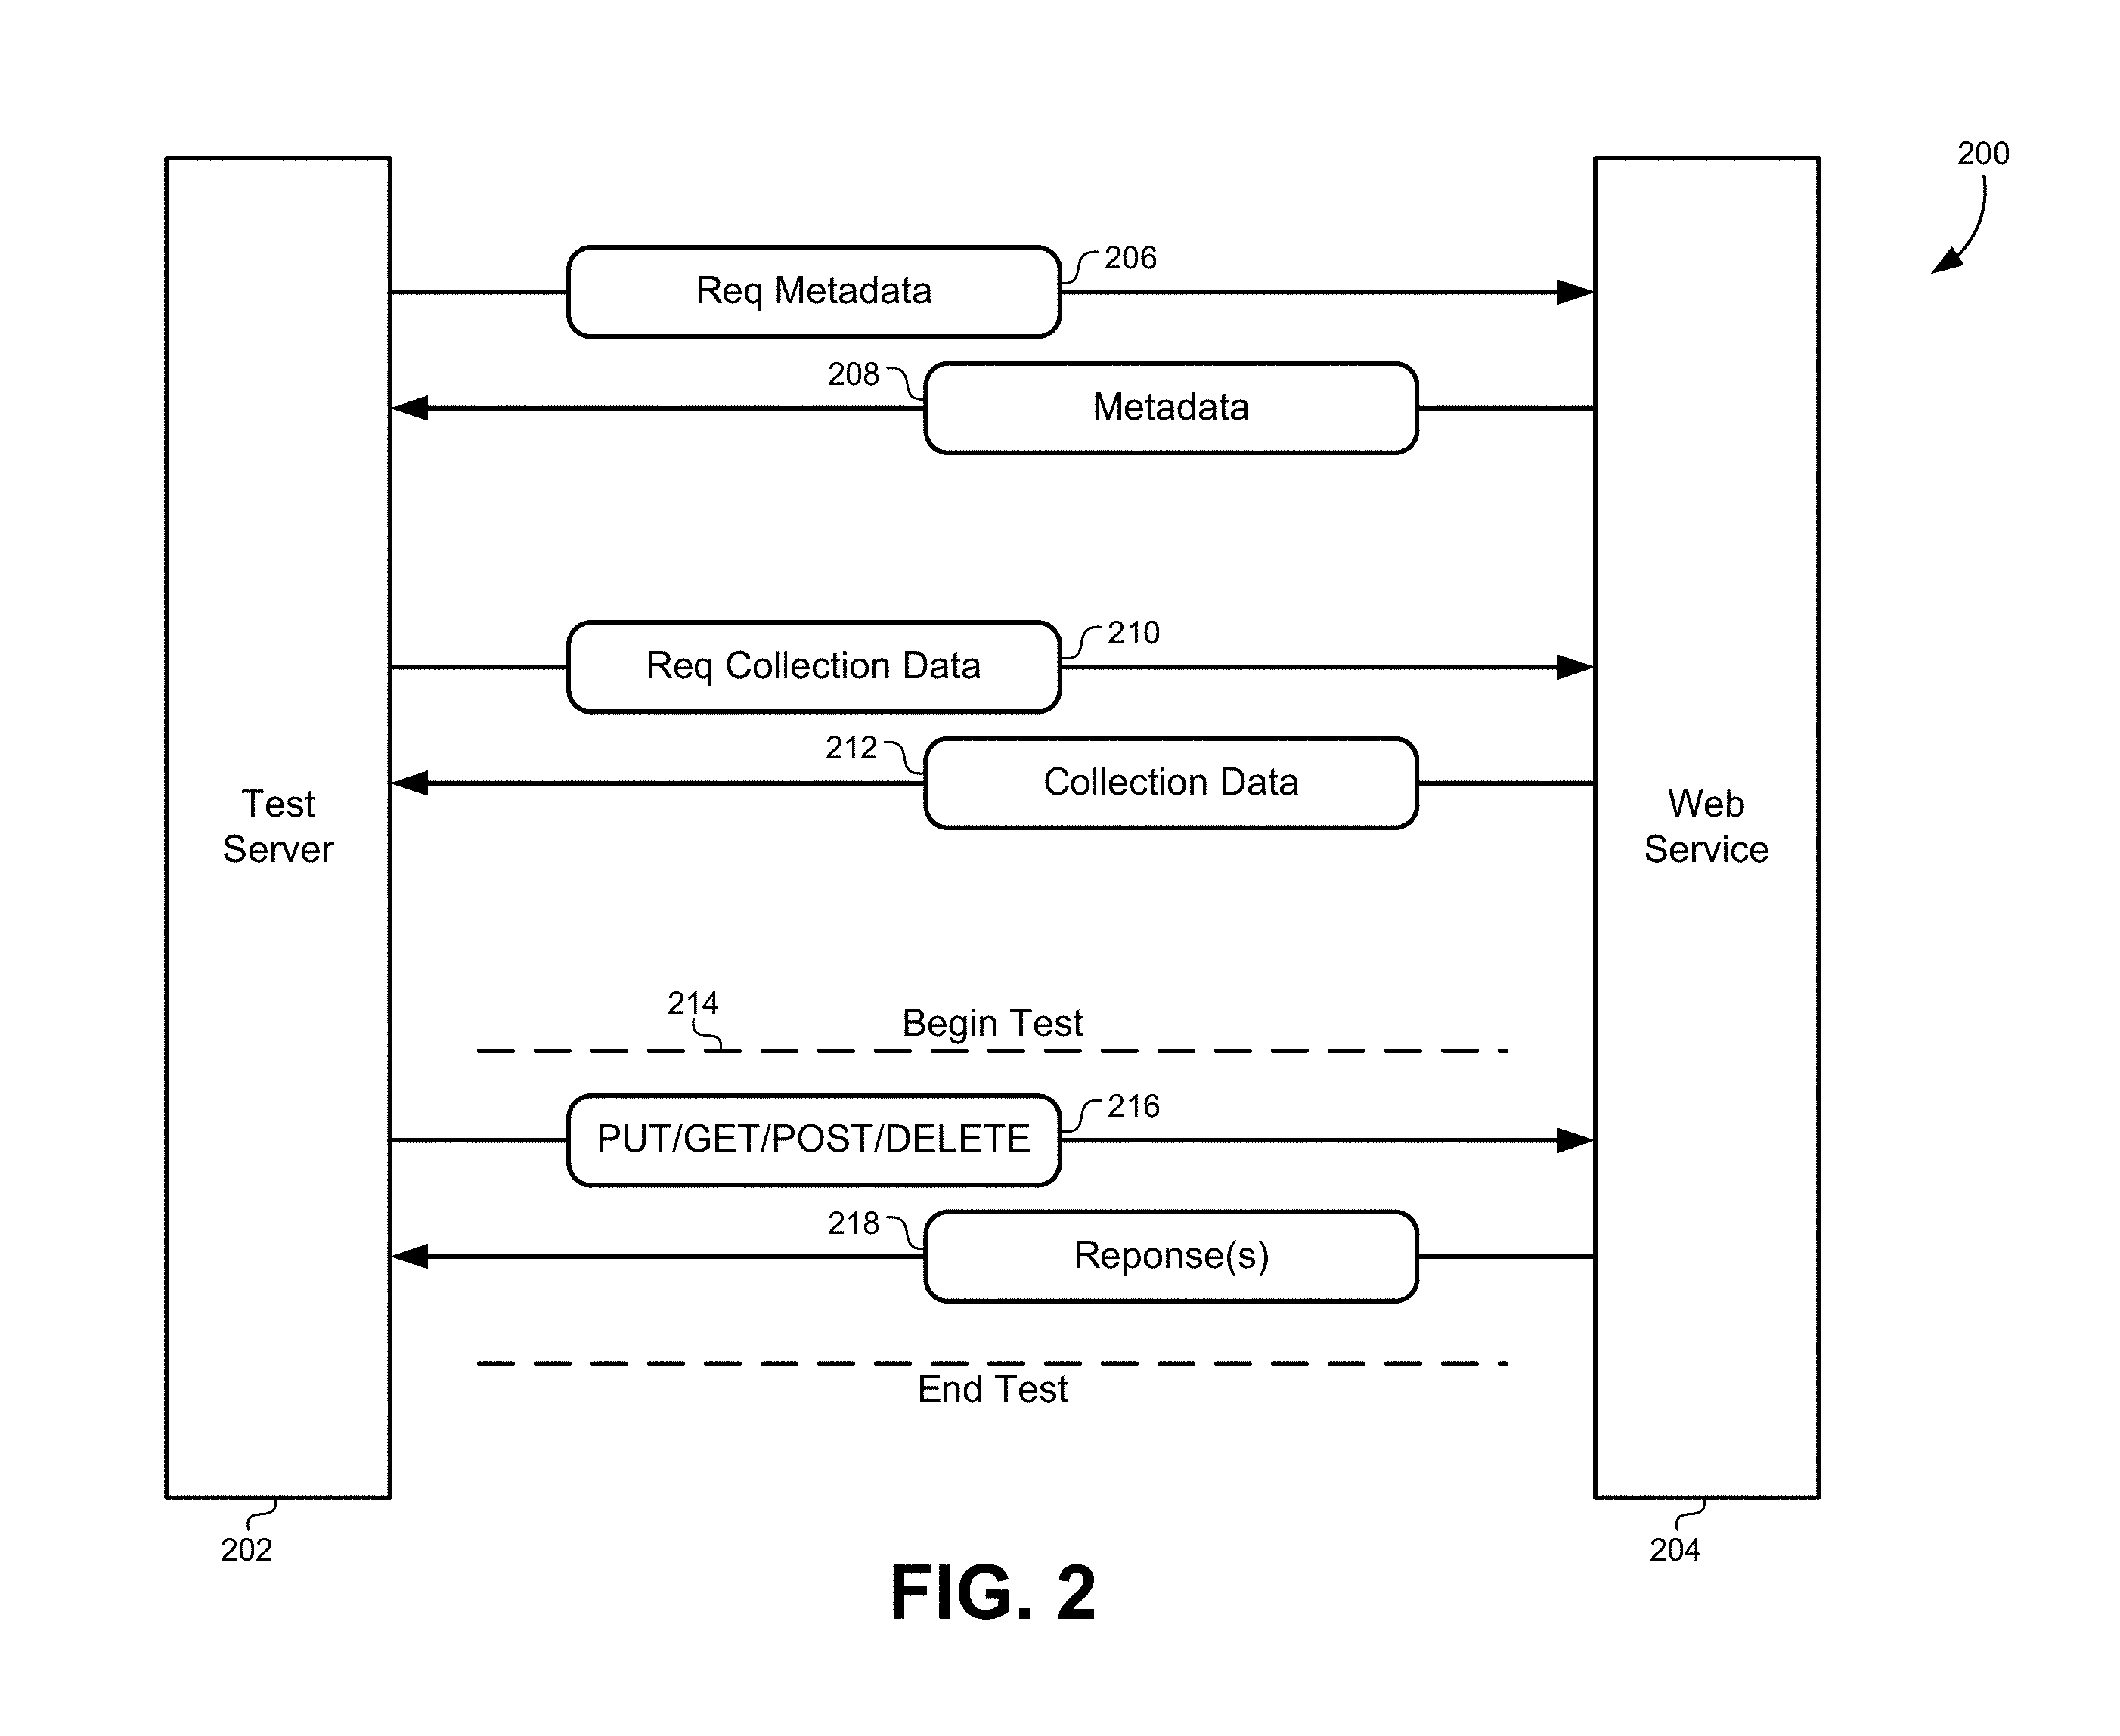 200
206
Req Metadata
208
Metadata
210
Req Collection Data
212
Collection Data
Test
Server
Web
Service
214
Begin Test
216
PUT/GET/POST/DELETE
218
Reponse(s)
End Test
202
204
FIG. 2